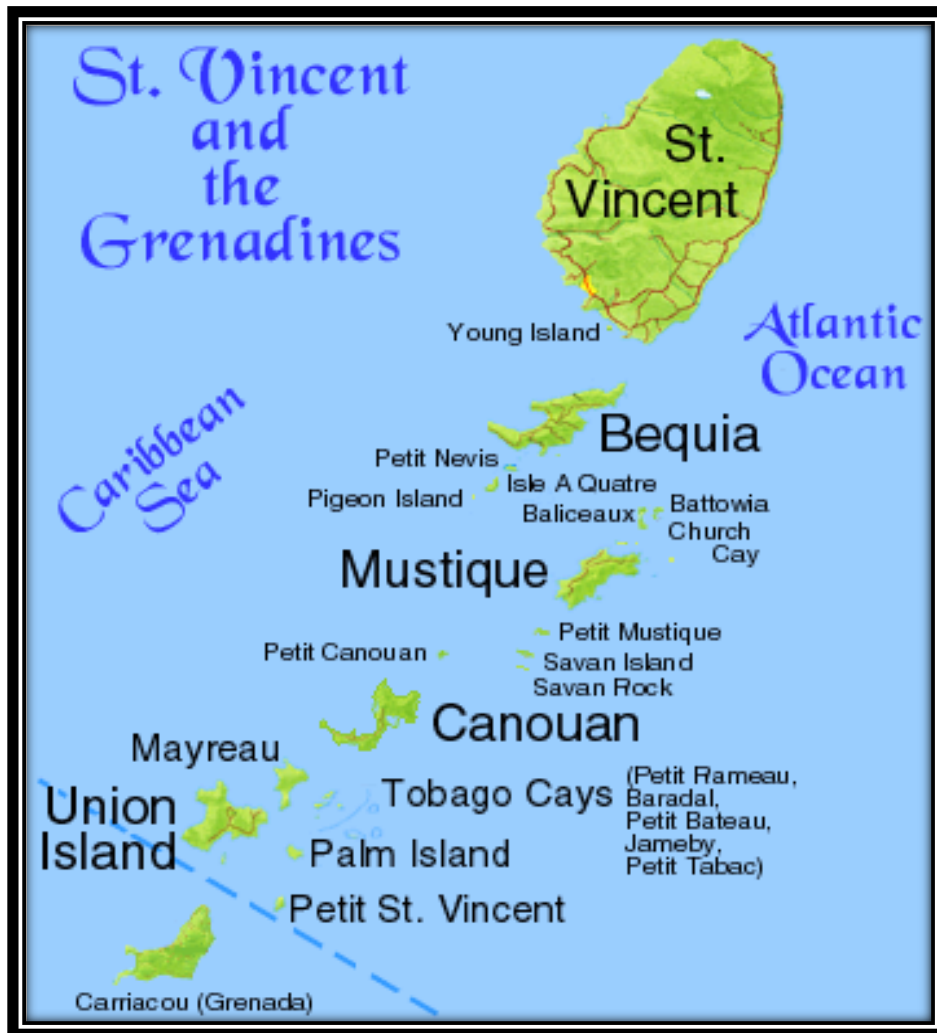 St. Vincent
and
the
Grenadines
St.
Vincent
Young Island
Atlantic
Ocean
Caribbean
Sea
Bequia
Petit Nevis
Isle A Quatre
Pigeon Island
Baliceaux
Battowia
Church
Cay
Mustique
Petit Mustique
Petit Canouan
Savan Island
Savan Rock
Canouan
Mayreau
Union
Island
Tobago Cays
(Petit Rameau,
Baradal,
Petit Bateau,
Jameby,
Petit Tabac)
Palm Island
Petit St. Vincent
Carriacou (Grenada)